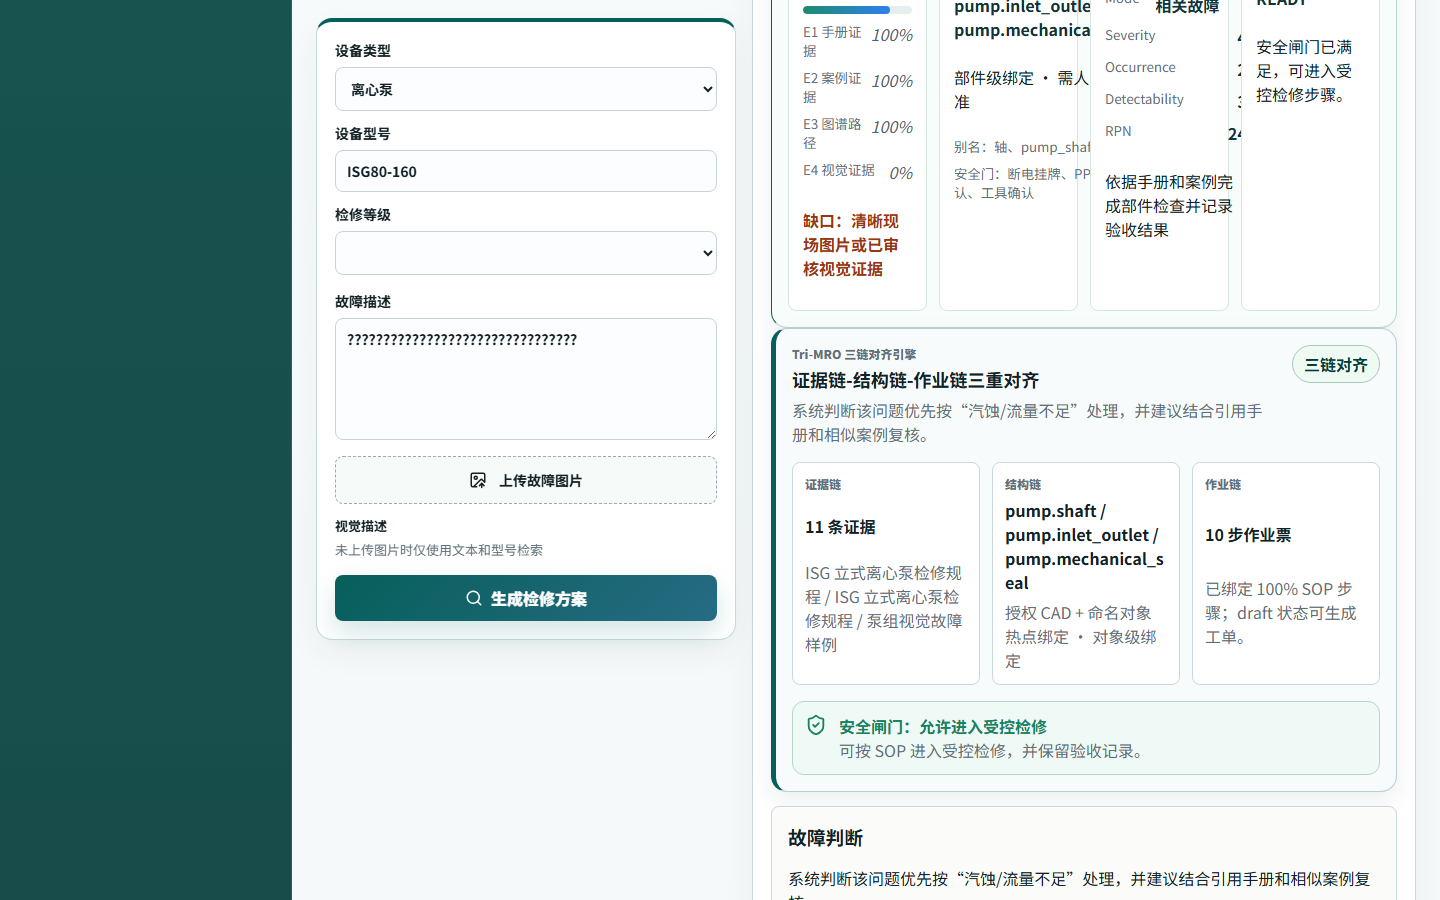 设备类型
离心泵
设备型号
ISG80-160
检修等级
故障描述
????????????????????????????????
上传故障图片
视觉描述
未上传图片时仅使用文本和型号检索
生成检修方案
E1 手册证
据
100%
E2 案例证
据
100%
E3 图谱路
径
100%
E4 视觉证据
0%
缺口：清晰现
场图片或已审
核视觉证据
pump.inlet_outle
pump.mechanica
部件级绑定 · 需人
准
别名：轴、pump_shaf
安全门：断电挂牌、PP
认、工具确认
相关故障
Severity
Occurrence
Detectability
RPN
24
依据手册和案例完
成部件检查并记录
验收结果
READY
安全闸门已满
足，可进入受
控检修步骤。
Tri-MRO 三链对齐引擎
证据链-结构链-作业链三重对齐
三链对齐
系统判断该问题优先按“汽蚀/流量不足”处理，并建议结合引用手
册和相似案例复核。
证据链
11 条证据
ISG 立式离心泵检修规
程 / ISG 立式离心泵检
修规程 / 泵组视觉故障
样例
结构链
pump.shaft /
pump.inlet_outlet /
pump.mechanical_s
eal
授权 CAD + 命名对象
热点绑定 · 对象级绑
定
作业链
10 步作业票
已绑定 100% SOP 步
骤；draft 状态可生成
工单。
安全闸门：允许进入受控检修
可按 SOP 进入受控检修，并保留验收记录。
故障判断
系统判断该问题优先按“汽蚀/流量不足”处理，并建议结合引用手册和相似案例复